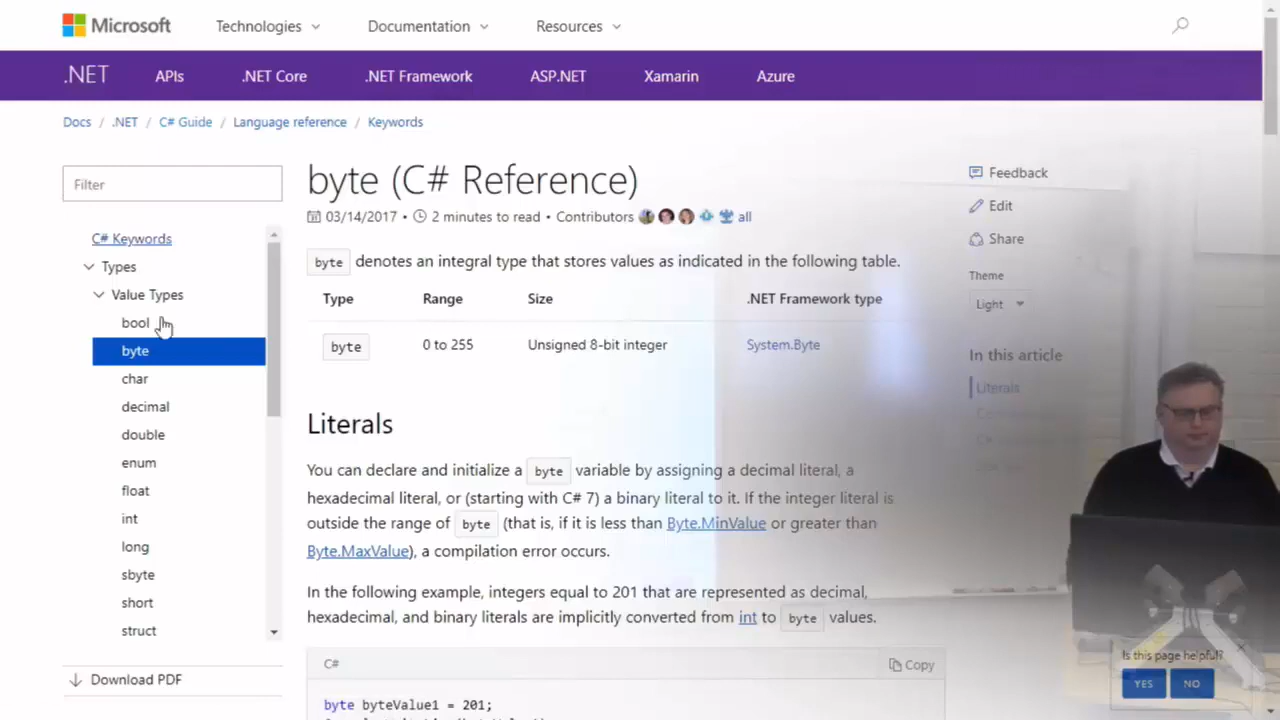 Microsoft
Technologies
Documentation
Resources
.NET
APIs
.NET Core
.NET Framework
ASP.NET
Xamarin
Azure
Docs / .NET / C# Guide / Language reference / Keywords
Filter
C# Keywords
Types
Value Types
bool
byte
char
decimal
double
enum
float
int
long
sbyte
short
struct
Download PDF
byte (C# Reference)
03/14/2017 • 2 minutes to read • Contributors all
byte denotes an integral type that stores values as indicated in the following table.
Type Range Size .NET Framework type
byte 0 to 255 Unsigned 8-bit integer System.Byte
Literals
You can declare and initialize a byte variable by assigning a decimal literal, a
hexadecimal literal, or (starting with C# 7) a binary literal to it. If the integer literal is
outside the range of byte (that is, if it is less than Byte.MinValue or greater than
Byte.MaxValue), a compilation error occurs.
In the following example, integers equal to 201 that are represented as decimal,
hexadecimal, and binary literals are implicitly converted from int to byte values.
C# Copy
byte byteValue1 = 201;
Feedback
Edit
Share
Theme
Light
In this article
Literals
Is this page helpful?
YES NO